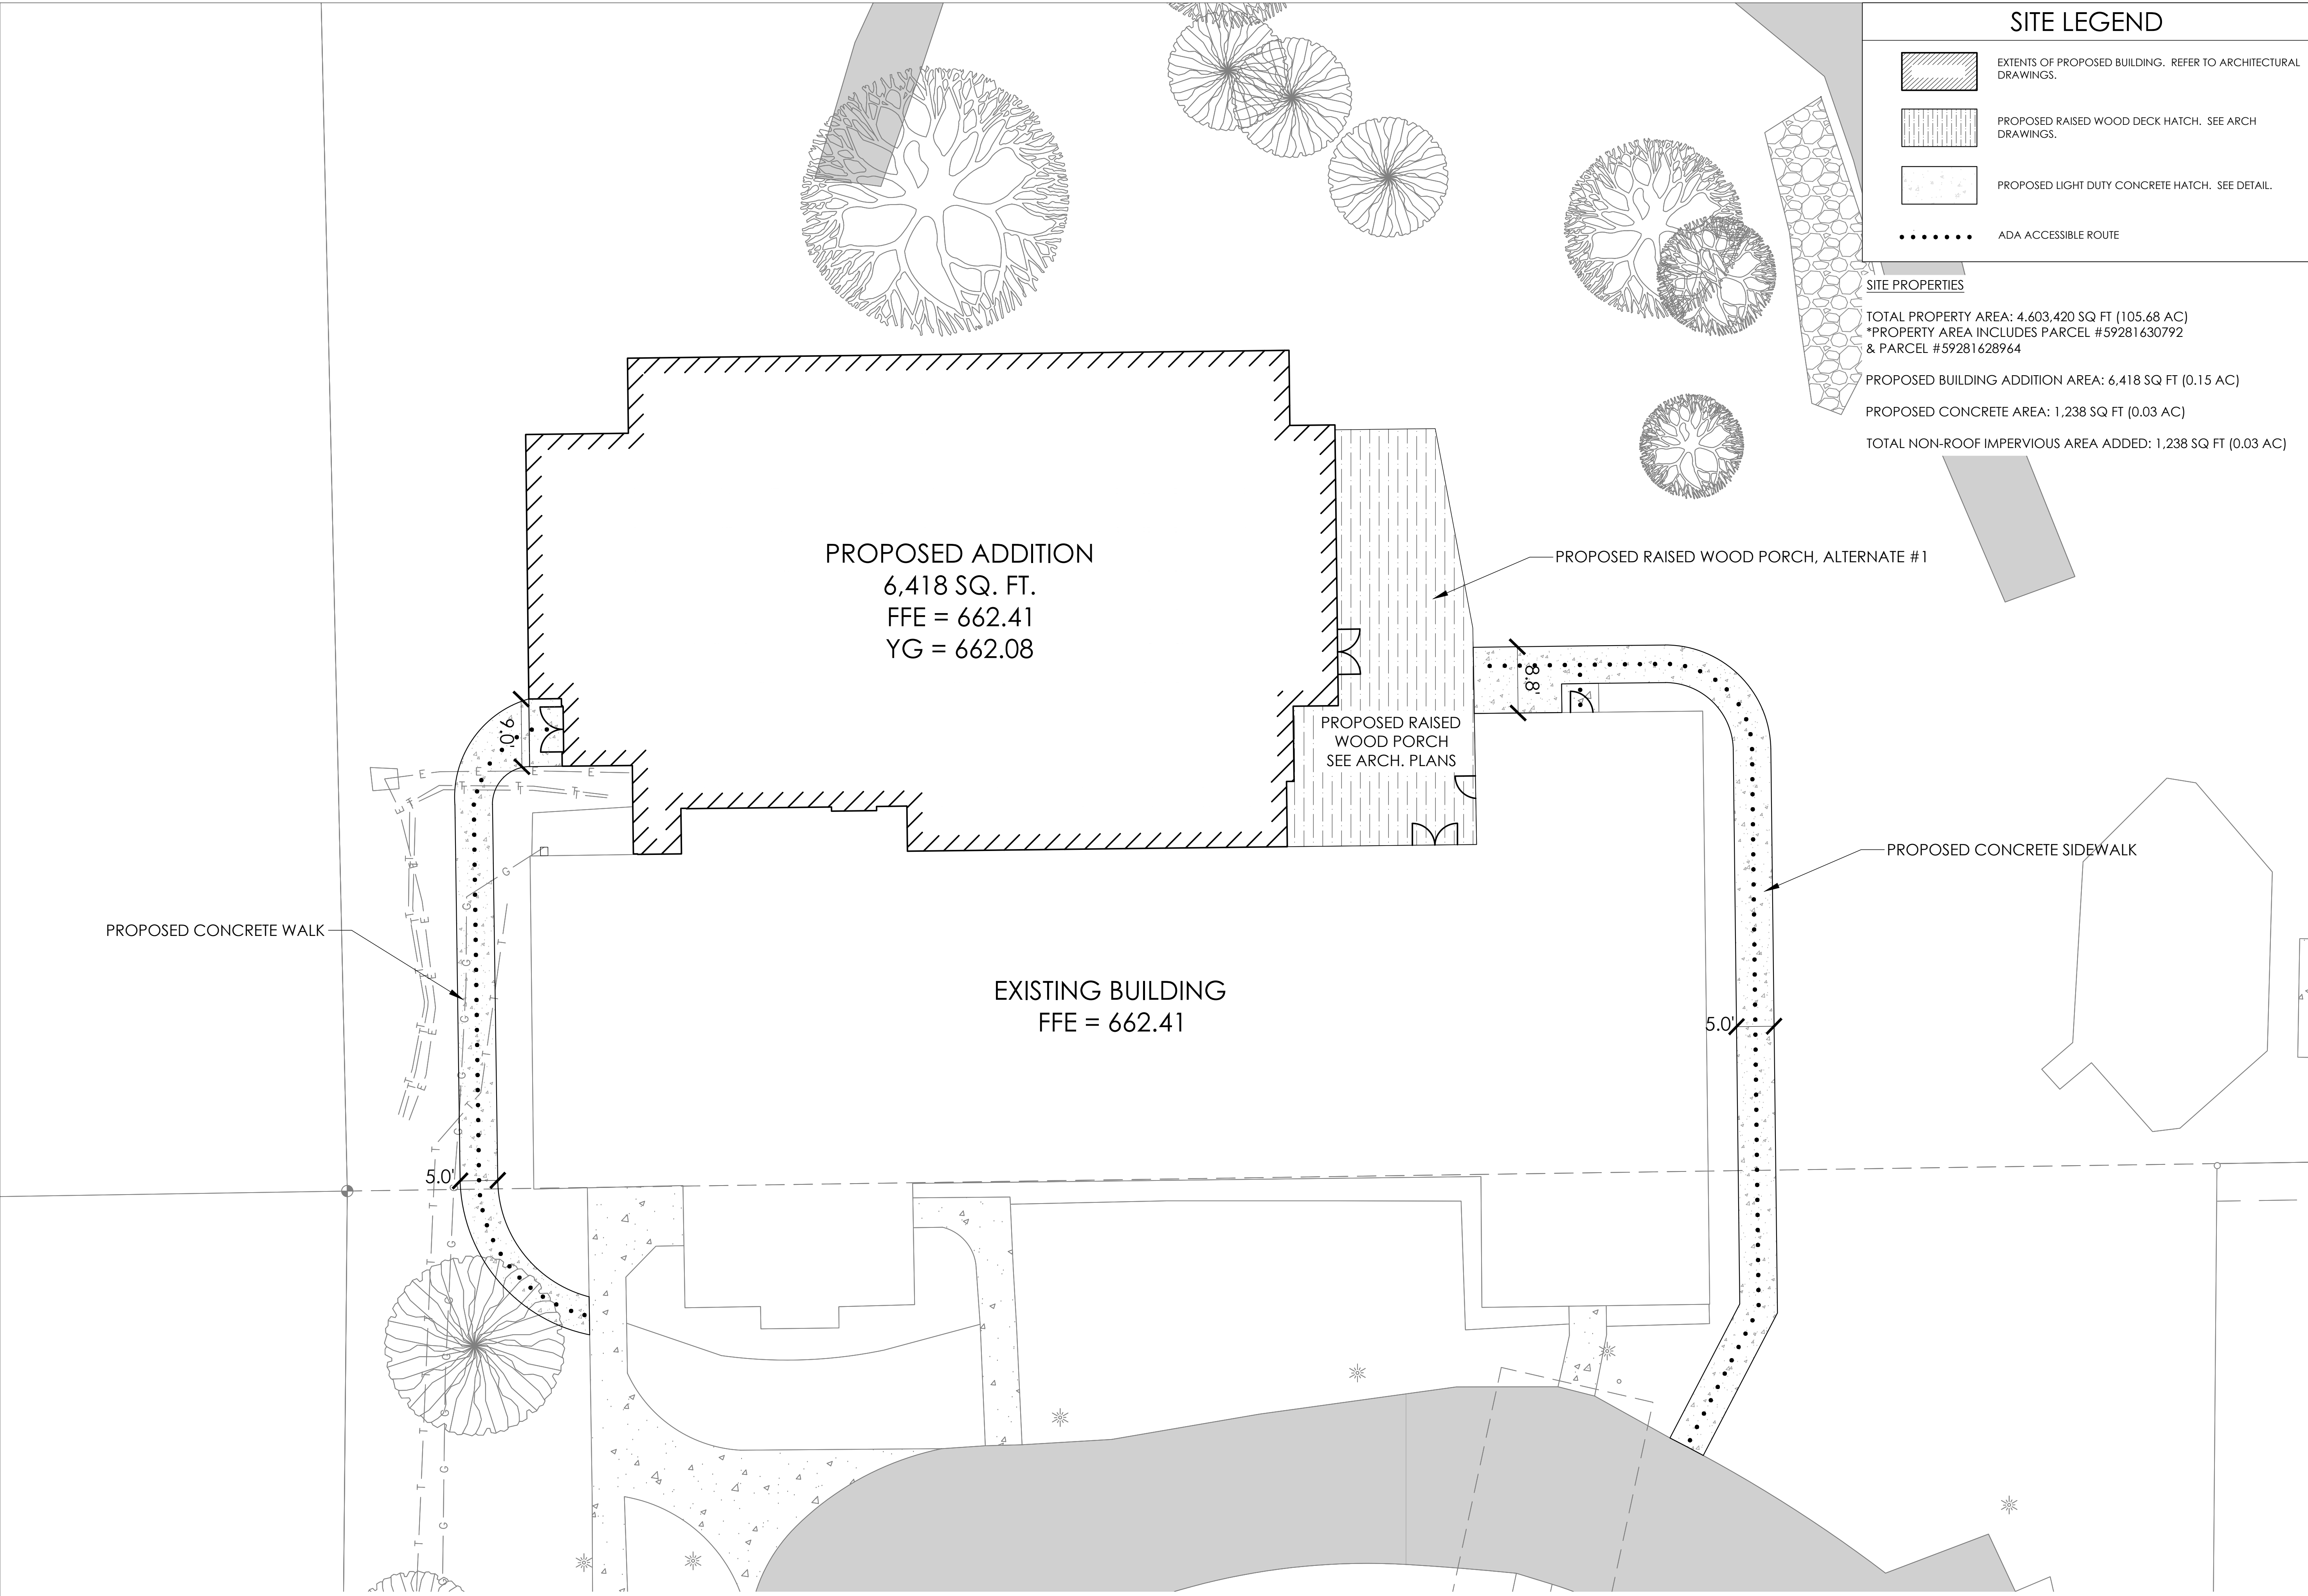 SITE LEGEND
EXTENTS OF PROPOSED BUILDING. REFER TO ARCHITECTURAL
DRAWINGS.
PROPOSED RAISED WOOD DECK HATCH. SEE ARCH
DRAWINGS.
PROPOSED LIGHT DUTY CONCRETE HATCH. SEE DETAIL.
ADA ACCESSIBLE ROUTE
SITE PROPERTIES
TOTAL PROPERTY AREA: 4.603,420 SQ FT (105.68 AC)
*PROPERTY AREA INCLUDES PARCEL #59281630792
& PARCEL #59281628964
PROPOSED BUILDING ADDITION AREA: 6,418 SQ FT (0.15 AC)
PROPOSED CONCRETE AREA: 1,238 SQ FT (0.03 AC)
TOTAL NON-ROOF IMPERVIOUS AREA ADDED: 1,238 SQ FT (0.03 AC)
PROPOSED ADDITION
6,418 SQ. FT.
FFE = 662.41
YG = 662.08
PROPOSED RAISED WOOD PORCH, ALTERNATE #1
8.8'
9.0'
PROPOSED RAISED
WOOD PORCH
SEE ARCH. PLANS
PROPOSED CONCRETE SIDEWALK
PROPOSED CONCRETE WALK
EXISTING BUILDING
FFE = 662.41
5.0'
5.0'